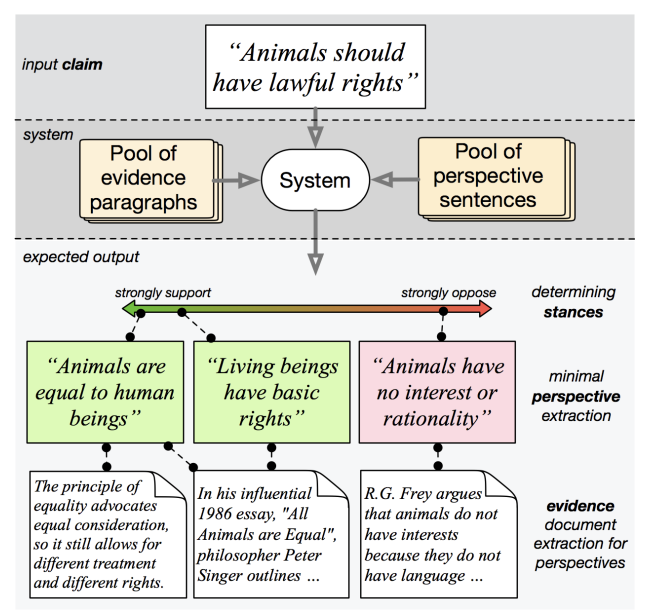 input claim
“Animals should
have lawful rights”
system
Pool of
evidence
paragraphs
System
Pool of
perspective
sentences
expected output
strongly support
strongly oppose
determining
stances
“Animals are
equal to human
beings”
“Living beings
have basic
rights”
“Animals have
no interest or
rationality”
minimal
perspective
extraction
The principle of
equality advocates
equal consideration,
so it still allows for
different treatment
and different rights.
In his influential
1986 essay, "All
Animals are Equal",
philosopher Peter
Singer outlines ...
R.G. Frey argues
that animals do not
have interests
because they do not
have language ...
evidence
document
extraction for
perspectives